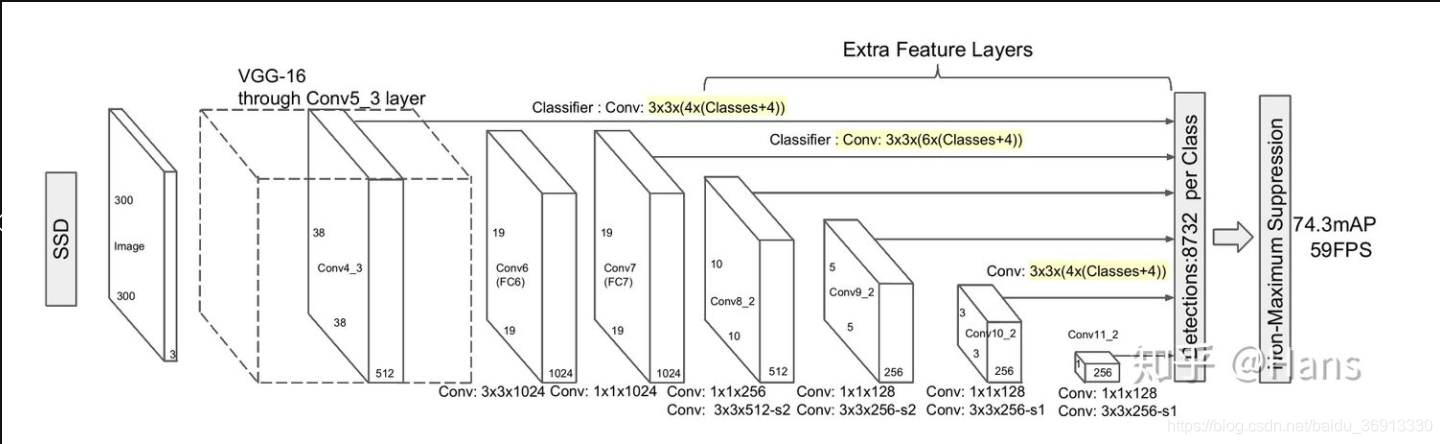 Extra Feature Layers
VGG-16
through Conv5_3 layer
Classifier : Conv: 3x3x(4x(Classes+4))
Classifier : Conv: 3x3x(6x(Classes+4))
SSD
300
Image
300
3
38
Conv4_3
38
512
19
Conv6
(FC6)
19
1024
19
Conv7
(FC7)
19
1024
10
Conv8_2
10
512
5
Conv9_2
5
256
Conv: 3x3x(4x(Classes+4))
3
Conv10_2
3
256
Conv11_2
1
256
Detections:8732 per Class
Non-Maximum Suppression
74.3mAP
59FPS
Conv: 3x3x1024
Conv: 1x1x1024
Conv: 1x1x256
Conv: 3x3x512-s2
Conv: 1x1x128
Conv: 3x3x256-s2
Conv: 1x1x128
Conv: 3x3x256-s1
Conv: 1x1x128
Conv: 3x3x256-s1
知乎 @Hans
https://blog.csdn.net/baidu_36913330